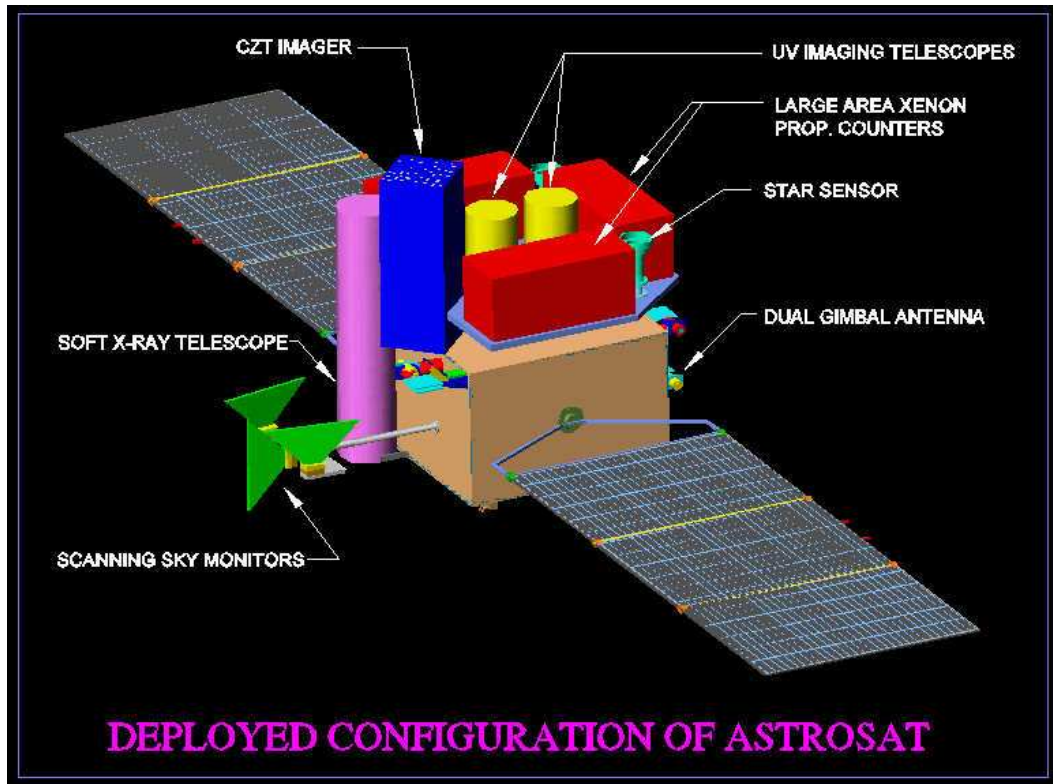 CZT IMAGER
UV IMAGING TELESCOPES
LARGE AREA XENON
PROP. COUNTERS
STAR SENSOR
DUAL GIMBAL ANTENNA
SOFT X-RAY TELESCOPE
SCANNING SKY MONITORS
DEPLOYED CONFIGURATION OF ASTROSAT